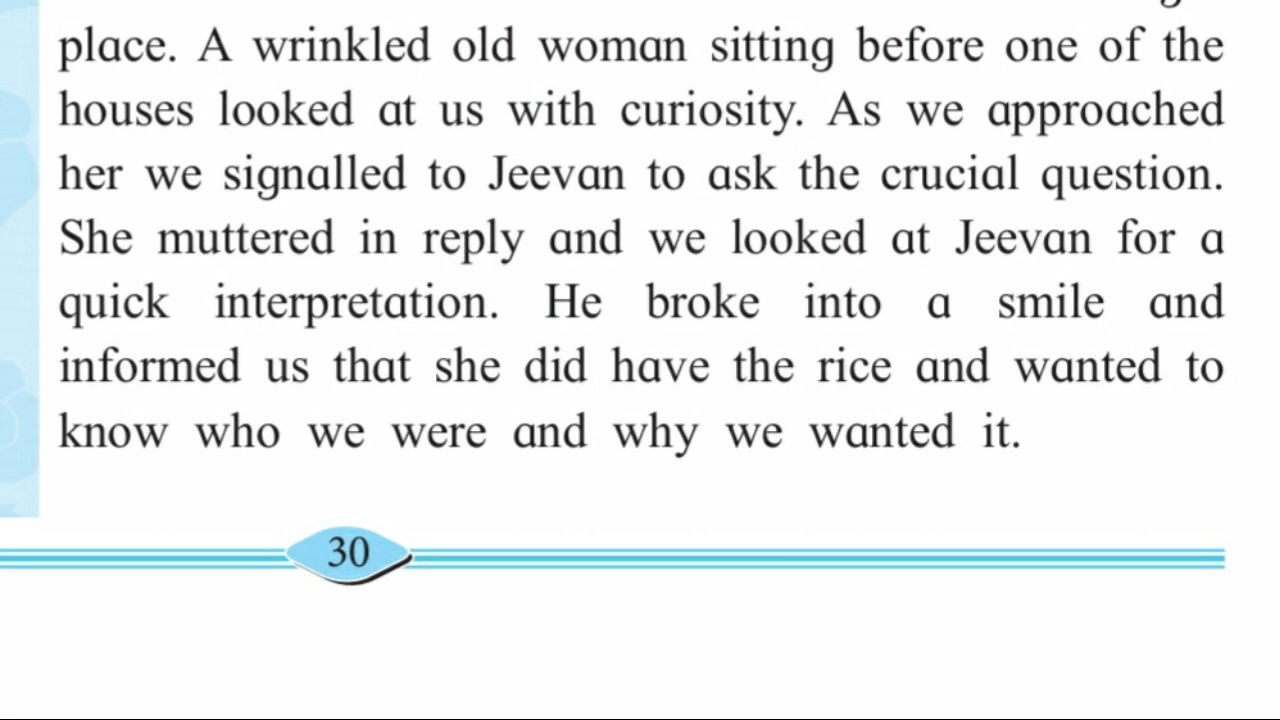 place. A wrinkled old woman sitting before one of the
houses looked at us with curiosity. As we approached
her we signalled to Jeevan to ask the crucial question.
She muttered in reply and we looked at Jeevan for a
quick interpretation. He broke into a smile and
informed us that she did have the rice and wanted to
know who we were and why we wanted it.
30